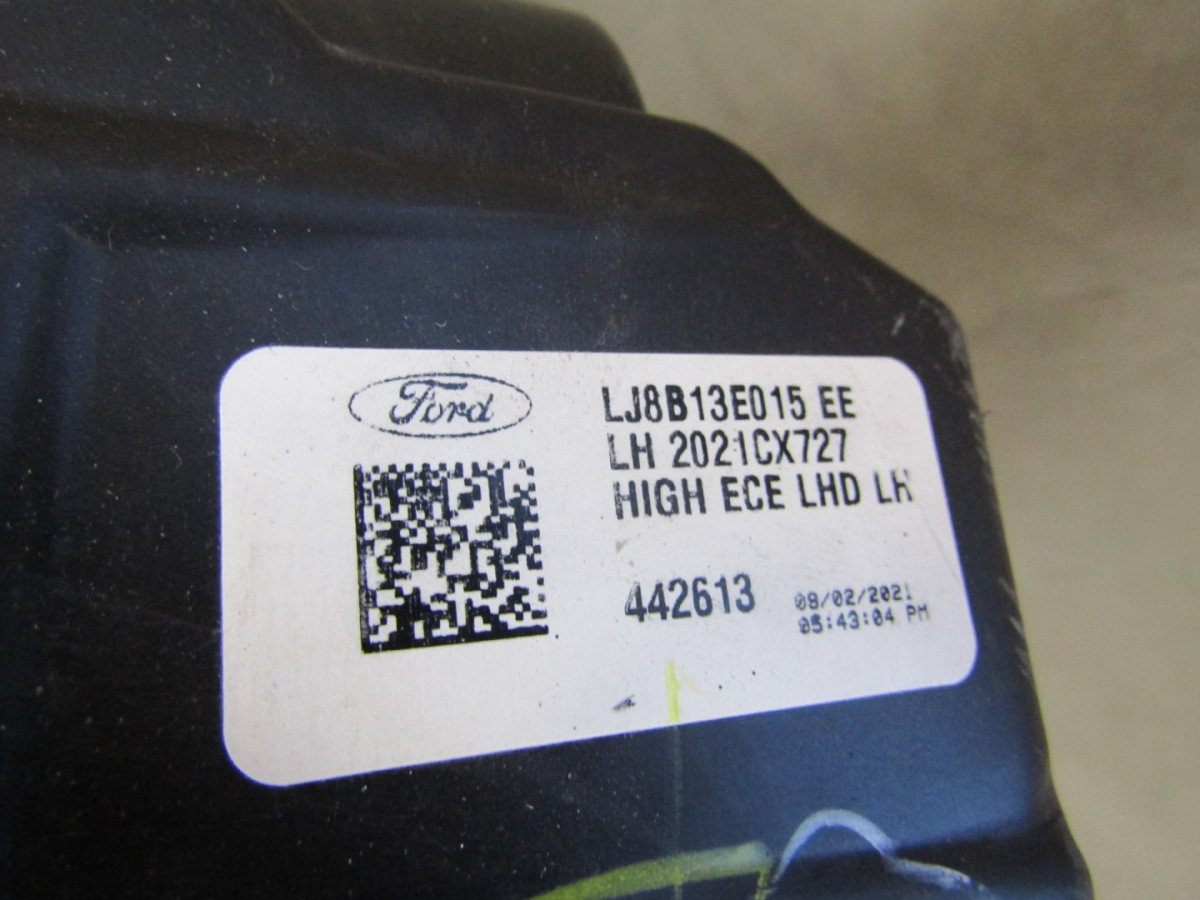 Ford
LJ8B13E015 EE
LH 2021CX727
HIGH ECE LHD LH
442613
08/02/2021
05:43:04 PM